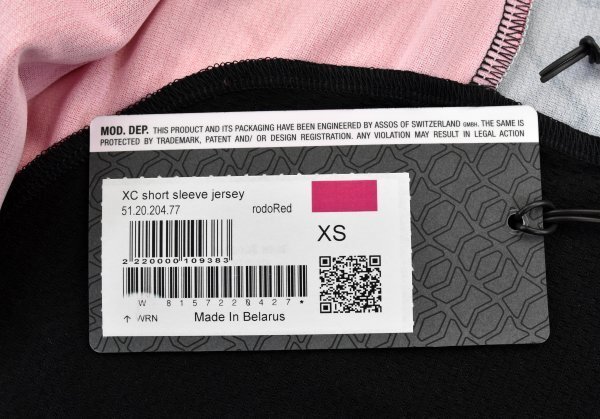 MOD. DEP. THIS PRODUCT AND ITS PACKAGING HAVE BEEN ENGINEERED BY ASSOS OF SWITZERLAND GMBH. THE SAME IS
PROTECTED BY TRADEMARK, PATENT AND/ OR DESIGN REGISTRATION. ANY VIOLATION MAY RESULT IN LEGAL ACTION
XC short sleeve jersey
51.20.204.77 rodoRed
XS
2 220000 109383
W 8157220427*
↑ WRN Made In Belarus